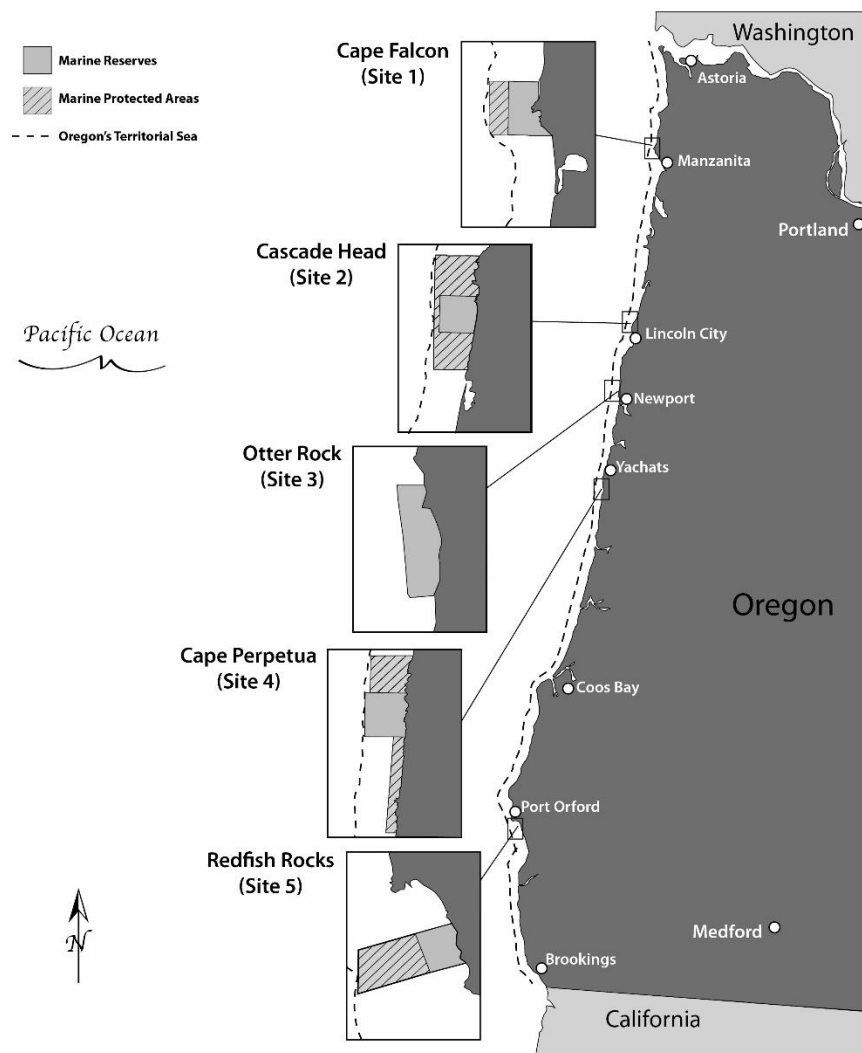 Marine Reserves
Marine Protected Areas
Oregon's Territorial Sea
Cape Falcon
(Site 1)
Cascade Head
(Site 2)
Pacific Ocean
Otter Rock
(Site 3)
Cape Perpetua
(Site 4)
Redfish Rocks
(Site 5)
N
Washington
Astoria
Manzanita
Portland
Lincoln City
Newport
Yachats
Oregon
Coos Bay
Port Orford
Medford
Brookings
California